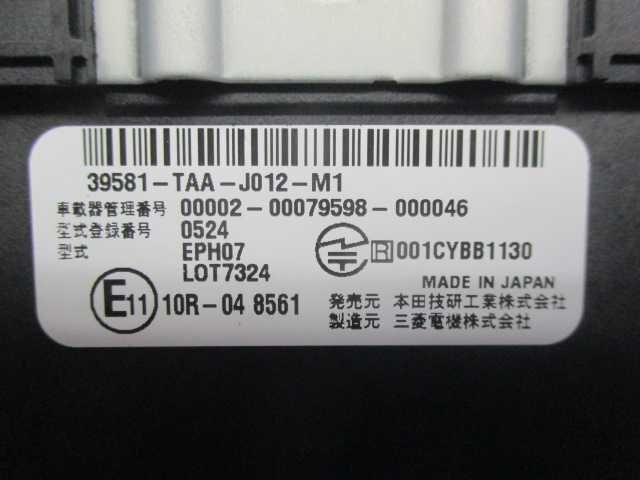 39581-TAA-J012-M1
車載器管理番号 00002-00079598-000046
型式登録番号 0524
型式 EPH07
LOT7324
R 001CYBB1130
MADE IN JAPAN
E11 10R-04 8561
発売元 本田技研工業株式会社
製造元 三菱電機株式会社